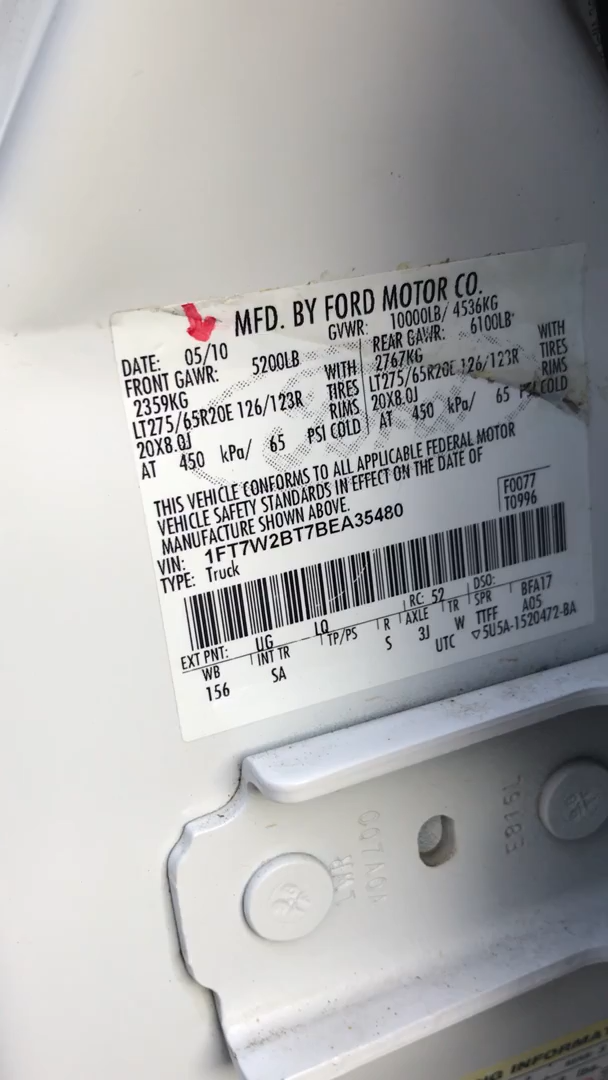 MFD. BY FORD MOTOR CO.
DATE: 05/10
GVWR: 10000LB/ 4536KG
FRONT GAWR: 5200LB
2359KG WITH
LT275/65R20E 126/123R TIRES
20X8.0J RIMS
AT 450 kPa/ 65 PSI COLD
REAR GAWR: 6100LB
2767KG WITH
LT275/65R20E 126/123R TIRES
20X8.0J RIMS
AT 450 kPa/ 65 PSI COLD
THIS VEHICLE CONFORMS TO ALL APPLICABLE FEDERAL MOTOR
VEHICLE SAFETY STANDARDS IN EFFECT ON THE DATE OF
MANUFACTURE SHOWN ABOVE.
F0077
T0996
VIN: 1FT7W2BT7BEA35480
TYPE: Truck
EXT PNT: UG LQ RC: 52 DSO:
WB INT TR TP/PS R AXLE TR SPR BFA17
156 SA S 3J W TTFF A05
UTC ▽5U5A-1520472-BA
E815L